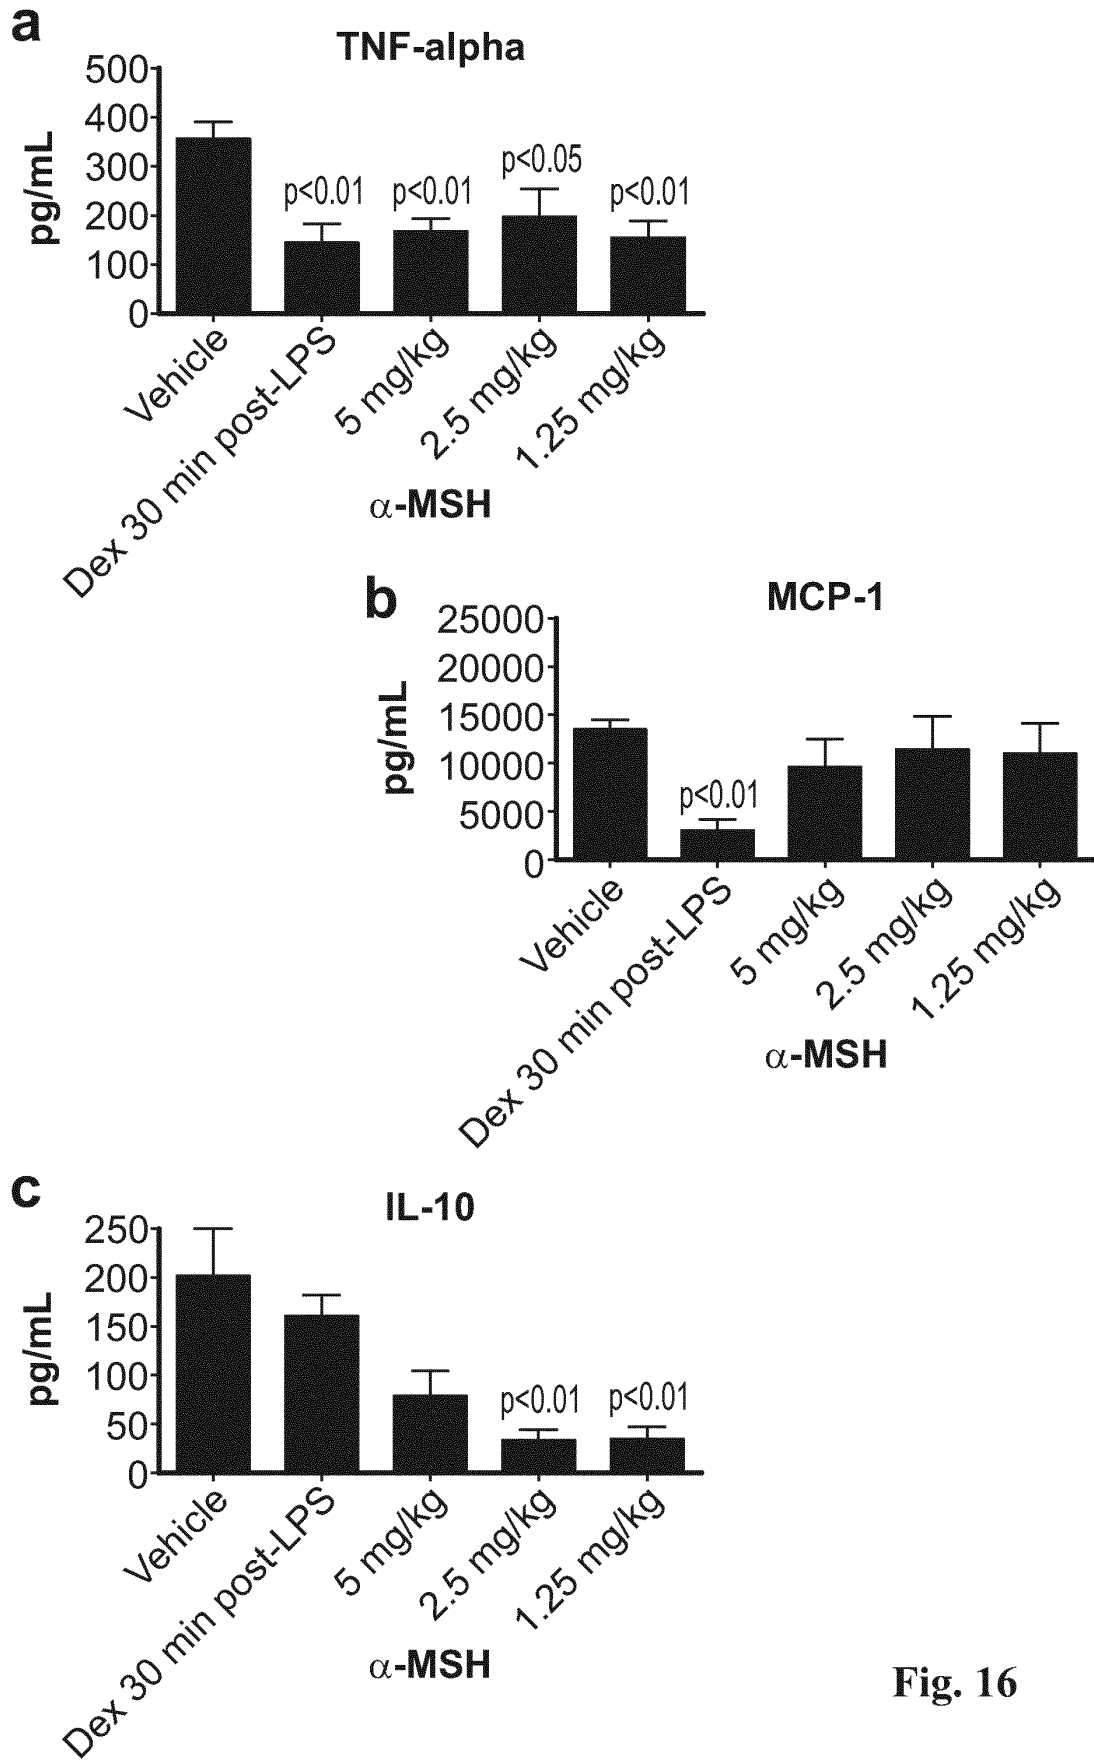 a
TNF-alpha
pg/mL
500
400
300
200
100
0
p<0.01
p<0.01
p<0.05
p<0.01
Vehicle
Dex 30 min post-LPS
5 mg/kg
2.5 mg/kg
1.25 mg/kg
α-MSH
b
MCP-1
pg/mL
25000
20000
15000
10000
5000
0
p<0.01
Vehicle
Dex 30 min post-LPS
5 mg/kg
2.5 mg/kg
1.25 mg/kg
α-MSH
c
IL-10
pg/mL
250
200
150
100
50
0
p<0.01
p<0.01
Vehicle
Dex 30 min post-LPS
5 mg/kg
2.5 mg/kg
1.25 mg/kg
α-MSH
Fig. 16